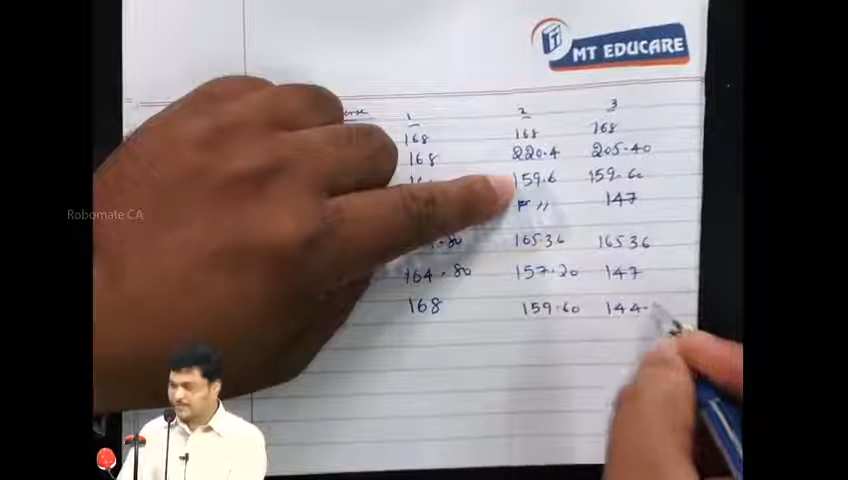 MT EDUCARE
1 2 3
168 168 168
168 220.4 205.40
159.6 159.60
" 147
.80 165.36 165 36
164.80 157.20 147
168 159.60 144.
Robomate CA